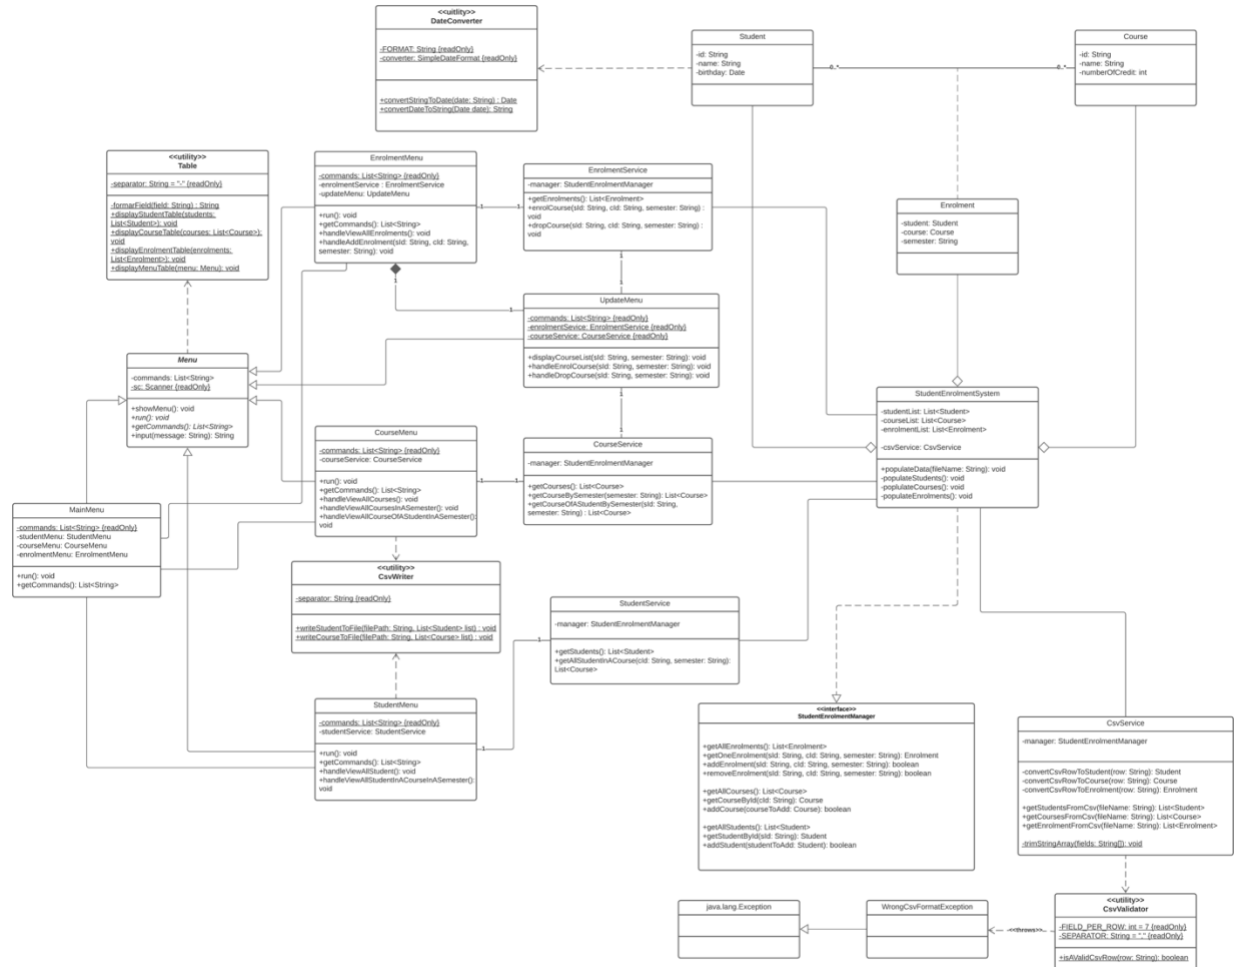 <<uitlity>>
DateConverter
-FORMAT: String {readOnly}
-converter: SimpleDateFormat {readOnly}
+convertStringToDate(date: String) : Date
+convertDateToString(Date date): String
Student
-id: String
-name: String
-birthday: Date
0..*
0..*
Course
-id: String
-name: String
-numberOfCredit: int
<<utility>>
Table
-separator: String = "-" {readOnly}
-formarField(field: String) : String
+displayStudentTable(students:
List<Student>): void
+displayCourseTable(courses: List<Course>):
void
+displayEnrolmentTable(enrolments:
List<Enrolment>): void
+displayMenuTable(menu: Menu): void
EnrolmentMenu
-commands: List<String> {readOnly}
-enrolmentService : EnrolmentService
-updateMenu: UpdateMenu
+run(): void
+getCommands(): List<String>
+handleViewAllEnrolments(): void
+handleAddEnrolment(sId: String, cId: String,
semester: String): void
1
1
EnrolmentService
-manager: StudentEnrolmentManager
+getEnrolments(): List<Enrolment>
+enrolCourse(sId: String, cId: String, semester: String) :
void
+dropCourse(sId: String, cId: String, semester: String) :
void
Enrolment
-student: Student
-course: Course
-semester: String
1
1
1
1
UpdateMenu
-commands: List<String> {readOnly}
-enrolmentSevice: EnrolmentService {readOnly}
-courseService: CourseService {readOnly}
+displayCourseList(sId: String, semester: String): void
+handleEnrolCourse(sId: String, semester: String): void
+handleDropCourse(sId: String, semester: String): void
1
1
Menu
-commands: List<String>
-sc: Scanner {readOnly}
+showMenu(): void
+run(): void
+getCommands(): List<String>
+input(message: String): String
StudentEnrolmentSystem
-studentList: List<Student>
-courseList: List<Course>
-enrolmentList: List<Enrolment>
-csvService: CsvService
+populateData(fileName: String): void
-populateStudents(): void
-poplulateCourses(): void
-populateEnrolments(): void
CourseMenu
-commands: List<String> {readOnly}
-courseService: CourseService
+run(): void
+getCommands(): List<String>
+handleViewAllCourses(): void
+handleViewAllCoursesInASemester(): void
+handleViewAllCourseOfAStudentInASemester():
void
1
1
CourseService
-manager: StudentEnrolmentManager
+getCourses(): List<Course>
+getCourseBySemester(semester: String): List<Course>
+getCourseOfAStudentBySemester(sId: String,
semester: String) : List<Course>
MainMenu
-commands: List<String> {readOnly}
-studentMenu: StudentMenu
-courseMenu: CourseMenu
-enrolmentMenu: EnrolmentMenu
+run(): void
+getCommands(): List<String>
<<utility>>
CsvWriter
-separator: String {readOnly}
+writeStudentToFile(filePath: String, List<Student> list) : void
+writeCourseToFile(filePath: String, List<Course> list) : void
StudentService
-manager: StudentEnrolmentManager
+getStudents(): List<Student>
+getAllStudentInACourse(cId: String, semester: String):
List<Course>
1
1
StudentMenu
-commands: List<String> {readOnly}
-studentService: StudentService
+run(): void
+getCommands(): List<String>
+handleViewAllStudent(): void
+handleViewAllStudentInACourseInASemester():
void
<<interface>>
StudentEnrolmentManager
+getAllEnrolments(): List<Enrolment>
+getOneEnrolment(sId: String, cId: String, semester: String): Enrolment
+addEnrolment(sId: String, cId: String, semester: String): boolean
+removeEnrolment(sId: String, cId: String, semester: String): boolean
+getAllCourses(): List<Course>
+getCourseById(cId: String): Course
+addCourse(courseToAdd: Course): boolean
+getAllStudents(): List<Student>
+getStudentById(sId: String): Student
+addStudent(studentToAdd: Student): boolean
CsvService
-manager: StudentEnrolmentManager
-convertCsvRowToStudent(row: String): Student
-convertCsvRowToCourse(row: String): Course
-convertCsvRowToEnrolment(row: String): Enrolment
+getStudentsFromCsv(fileName: String): List<Student>
+getCoursesFromCsv(fileName: String): List<Course>
+getEnrolmentFromCsv(fileName: String): List<Enrolment>
-trimStringArray(fields: String[]): void
java.lang.Exception
WrongCsvFormatException
<<throws>>
<<utility>>
CsvValidator
-FIELD_PER_ROW: int = 7 {readOnly}
-SEPARATOR: String = "," {readOnly}
+isAValidCsvRow(row: String): boolean